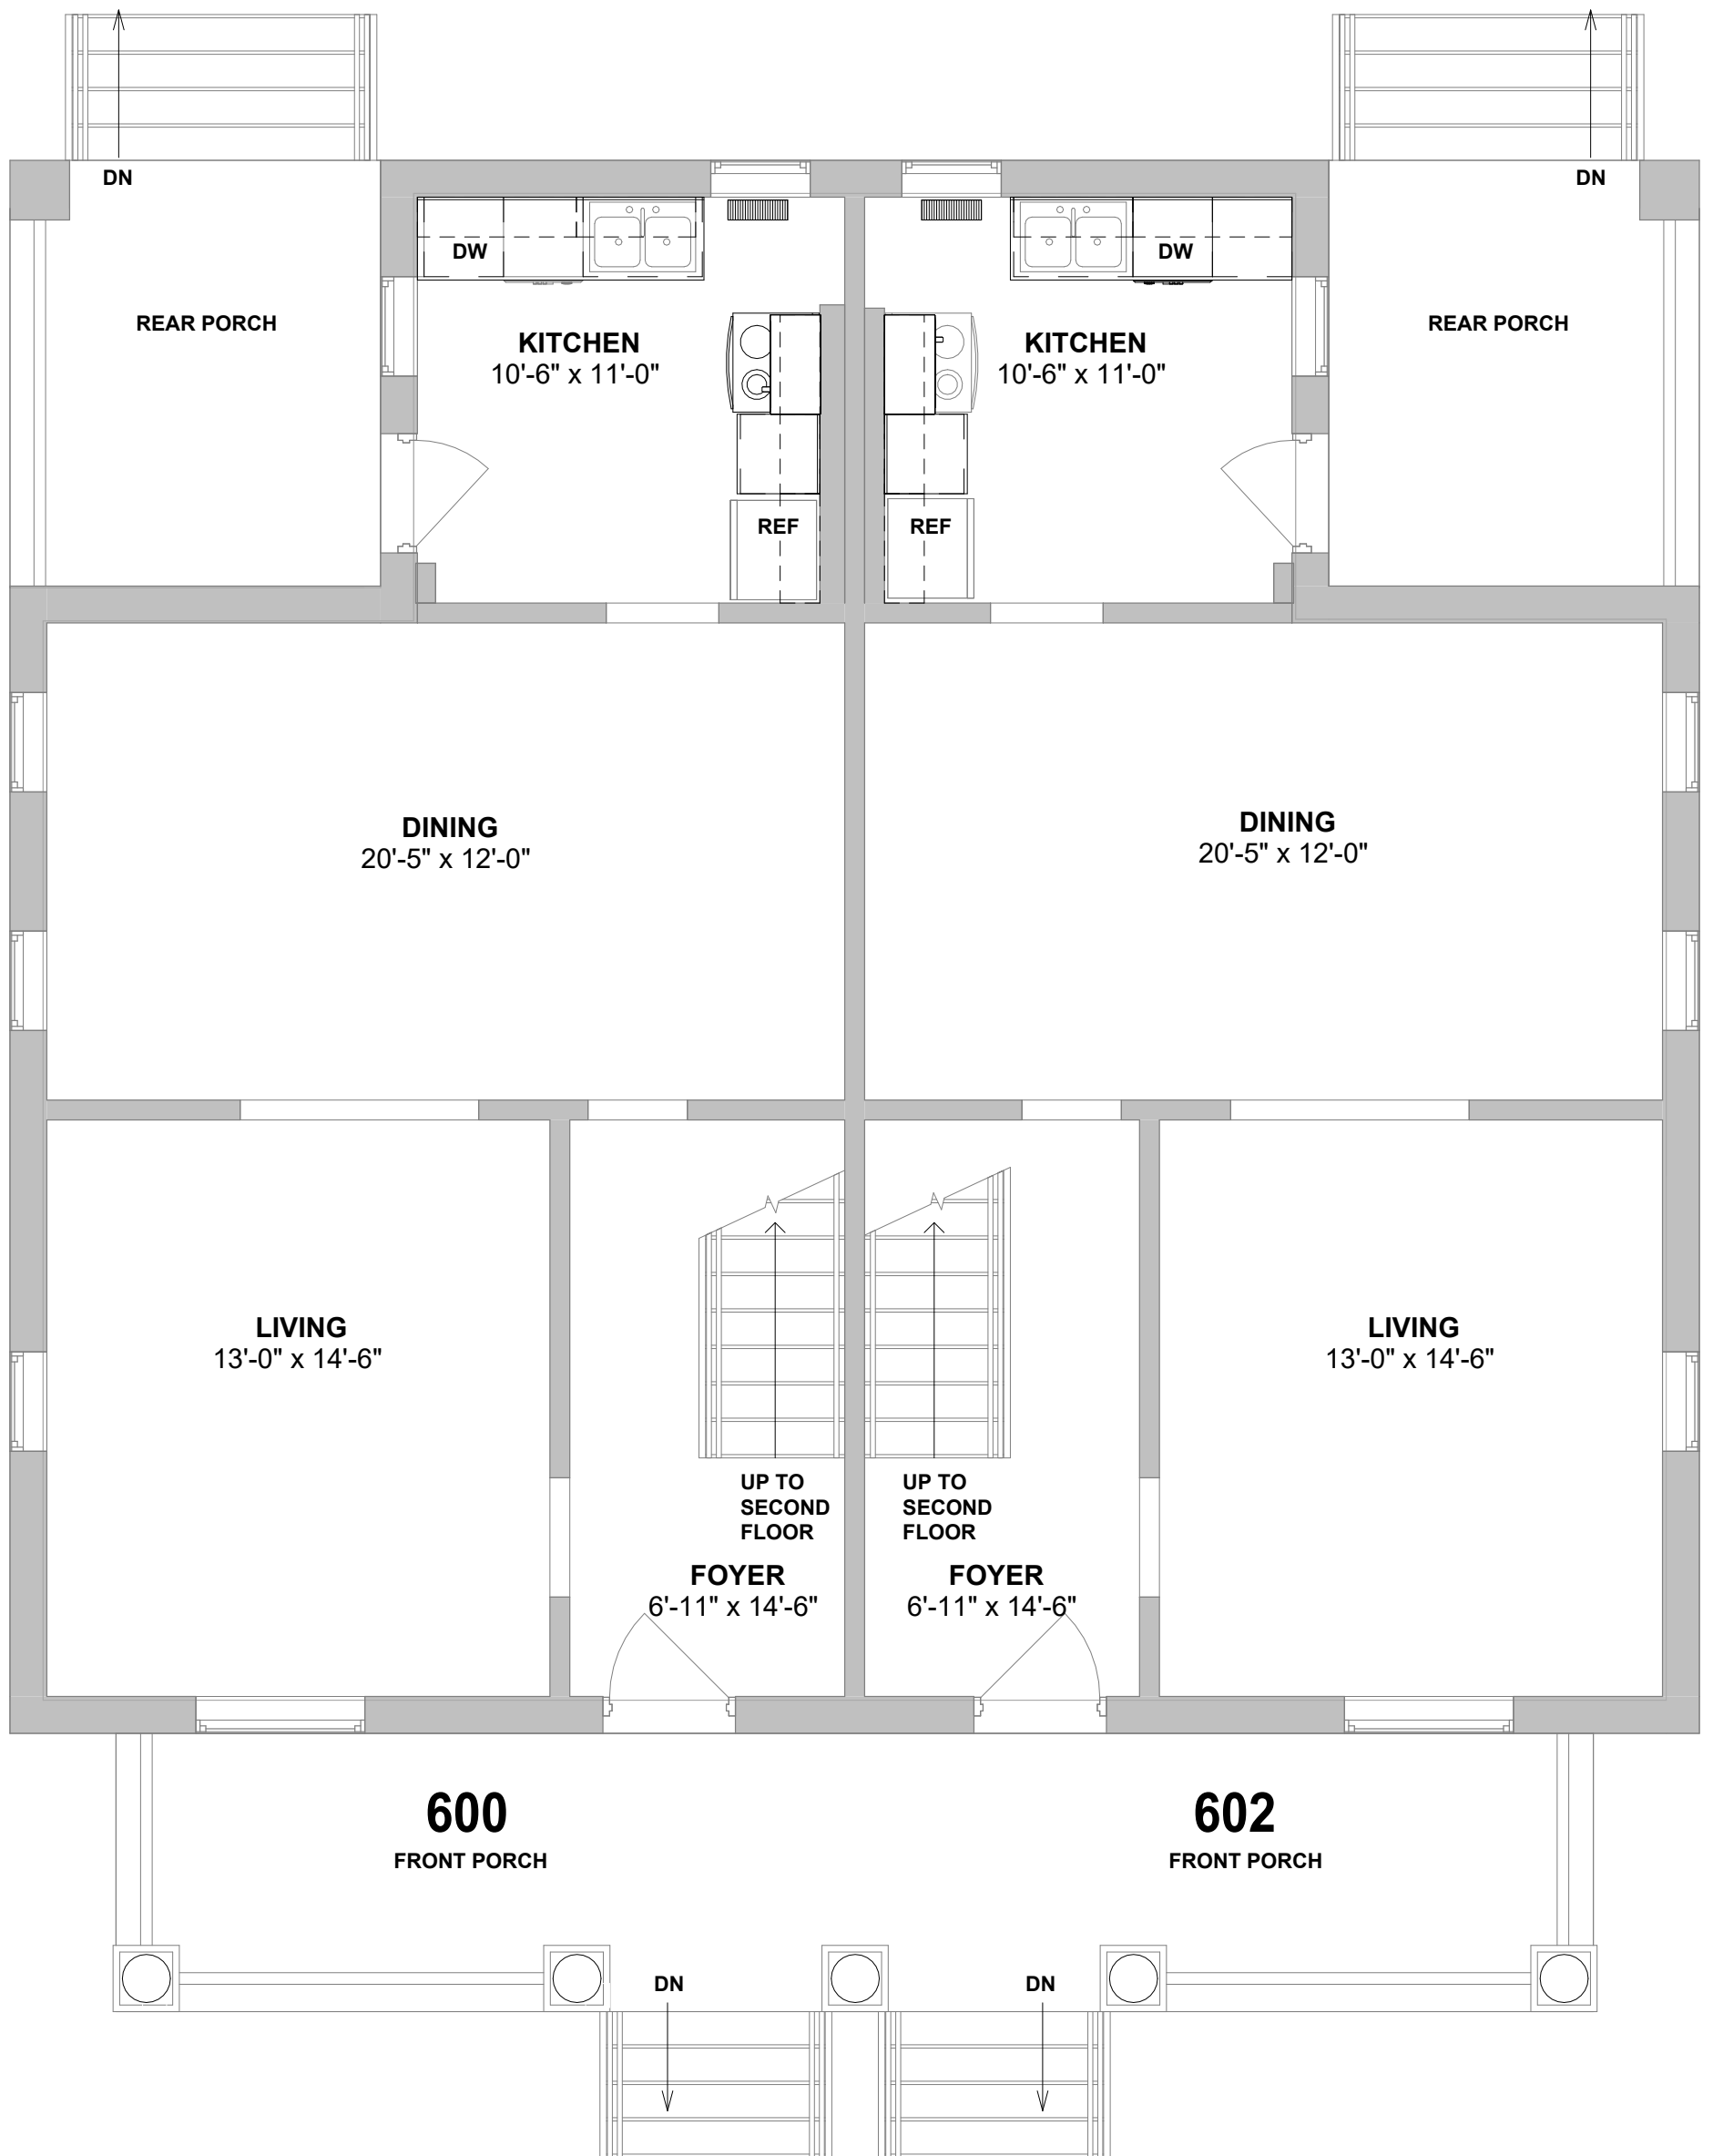 DN
DN
DW
DW
REAR PORCH
KITCHEN
10'-6" x 11'-0"
KITCHEN
10'-6" x 11'-0"
REAR PORCH
REF
REF
DINING
20'-5" x 12'-0"
DINING
20'-5" x 12'-0"
LIVING
13'-0" x 14'-6"
LIVING
13'-0" x 14'-6"
UP TO
SECOND
FLOOR
UP TO
SECOND
FLOOR
FOYER
6'-11" x 14'-6"
FOYER
6'-11" x 14'-6"
600
FRONT PORCH
602
FRONT PORCH
DN
DN